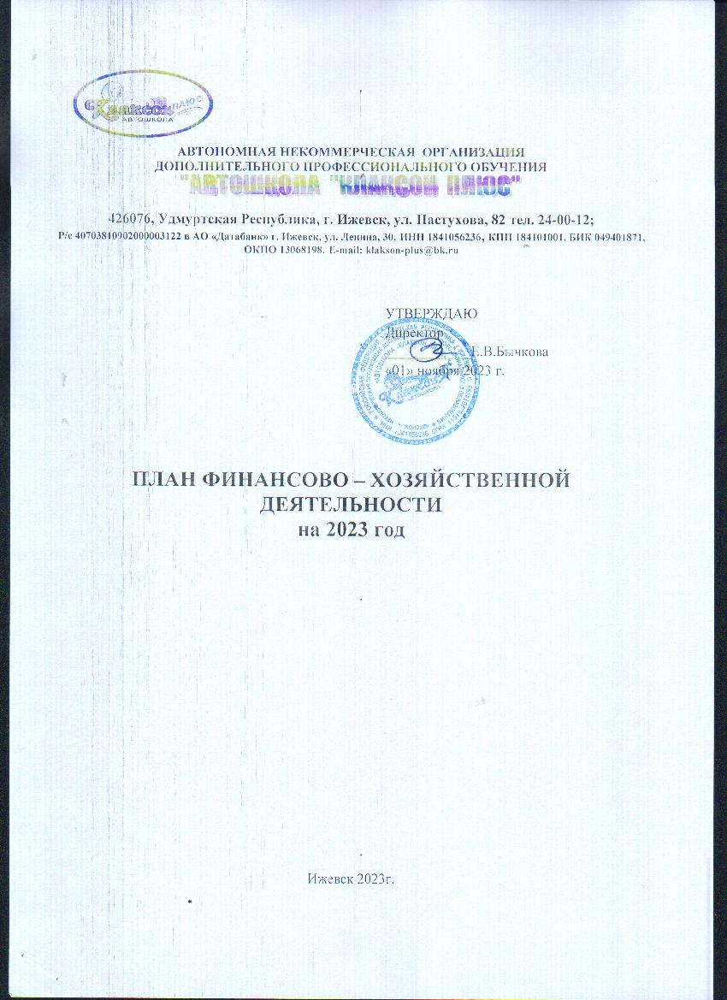 Клаксон плюс
АВТОШКОЛА
АВТОНОМНАЯ НЕКОММЕРЧЕСКАЯ ОРГАНИЗАЦИЯ
ДОПОЛНИТЕЛЬНОГО ПРОФЕССИОНАЛЬНОГО ОБУЧЕНИЯ
"АВТОШКОЛА "КЛАКСОН ПЛЮС"
426076, Удмуртская Республика, г. Ижевск, ул. Пастухова, 82 тел. 24-00-12;
Р/с 40703810902000003122 в АО «Датабанк» г. Ижевск, ул. Ленина, 30, ИНН 1841056236, КПП 184101001, БИК 049401871,
ОКПО 13068198. E-mail: klakson-plus@bk.ru
УТВЕРЖДАЮ
Директор
Е.В.Бычкова
«01» ноября 2023 г.
ПЛАН ФИНАНСОВО – ХОЗЯЙСТВЕННОЙ
ДЕЯТЕЛЬНОСТИ
на 2023 год
Ижевск 2023г.